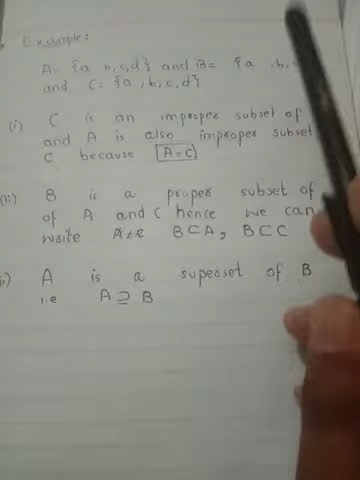 Example:
A = {a b, c, d} and B = {a , b,
and C = {a , b, c, d}
(i) C is an improper subset of
and A is also improper subset
C because A = C
(ii) B is a proper subset of
of A and C hence we can
write B ⊂ A, B ⊂ C
ii) A is a superset of B
i.e A ⊇ B